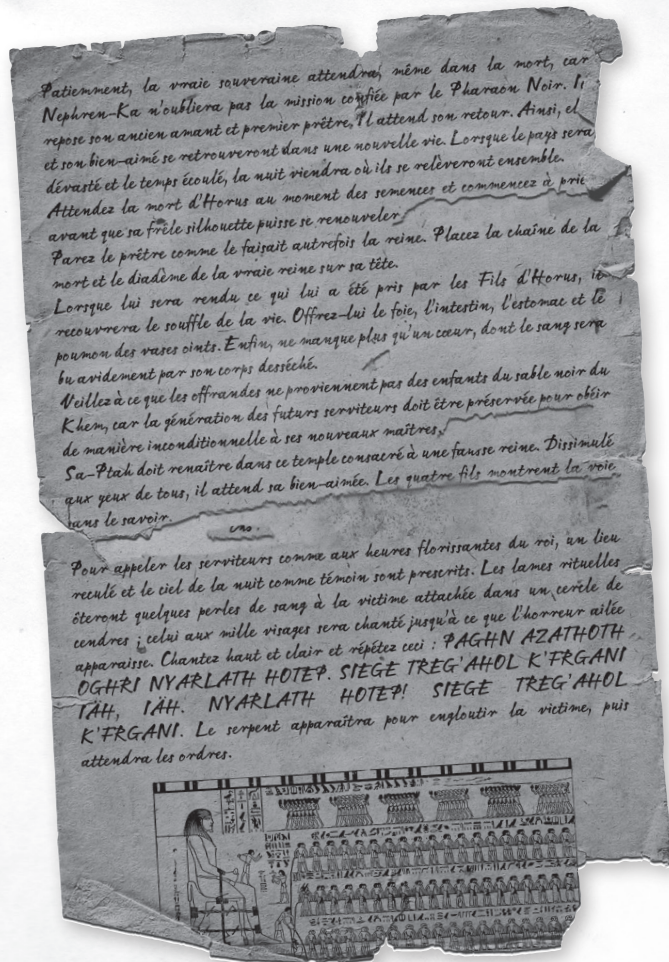 Patiemment, la vraie souveraine attendra, même dans la mort, car
Nephren-Ka n'oubliera pas la mission confiée par le Pharaon Noir. Ii
repose son ancien amant et premier prêtre. Il attend son retour. Ainsi, el
et son bien-aimé se retrouveront dans une nouvelle vie. Lorsque le pays sera
dévasté et le temps écoulé, la nuit viendra où ils se relèveront ensemble.
Attendez la mort d'Horus au moment des semences et commencez à prie
avant que sa frêle silhouette puisse se renouveler
Parez le prêtre comme le faisait autrefois la reine. Placez la chaîne de la
mort et le diadème de la vraie reine sur sa tête.
Lorsque lui sera rendu ce qui lui a été pris par les Fils d'Horus, il
recouvrera le souffle de la vie. Offrez-lui le foie, l'intestin, l'estomac et le
poumon des vases oints. Enfin, ne manque plus qu'un cœur, dont le sang sera
bu avidement par son corps desséché.
Veillez à ce que les offrandes ne proviennent pas des enfants du sable noir du
Khem, car la génération des futurs serviteurs doit être préservée pour obéir
de manière inconditionnelle à ses nouveaux maîtres.
Sa-Ptah doit renaître dans ce temple consacré à une fausse reine. Dissimulé
aux yeux de tous, il attend sa bien-aimée. Les quatre fils montrent la voie
sans le savoir.
Pour appeler les serviteurs comme aux heures florissantes du roi, un lieu
reculé et le ciel de la nuit comme témoin sont prescrits. Les lames rituelles
ôteront quelques perles de sang à la victime attachée dans un cercle de
cendres ; celui aux mille visages sera chanté jusqu'à ce que l'horreur ailée
apparaisse. Chantez haut et clair et répétez ceci : PAGHN AZATHOTH
OGHRI NYARLATH HOTEP. SIEGE TREG'AHOL K'FRGANI
IÄH, IÄH. NYARLATH HOTEP! SIEGE TREG'AHOL
K'FRGANI. Le serpent apparaîtra pour engloutir la victime, puis
attendra les ordres.